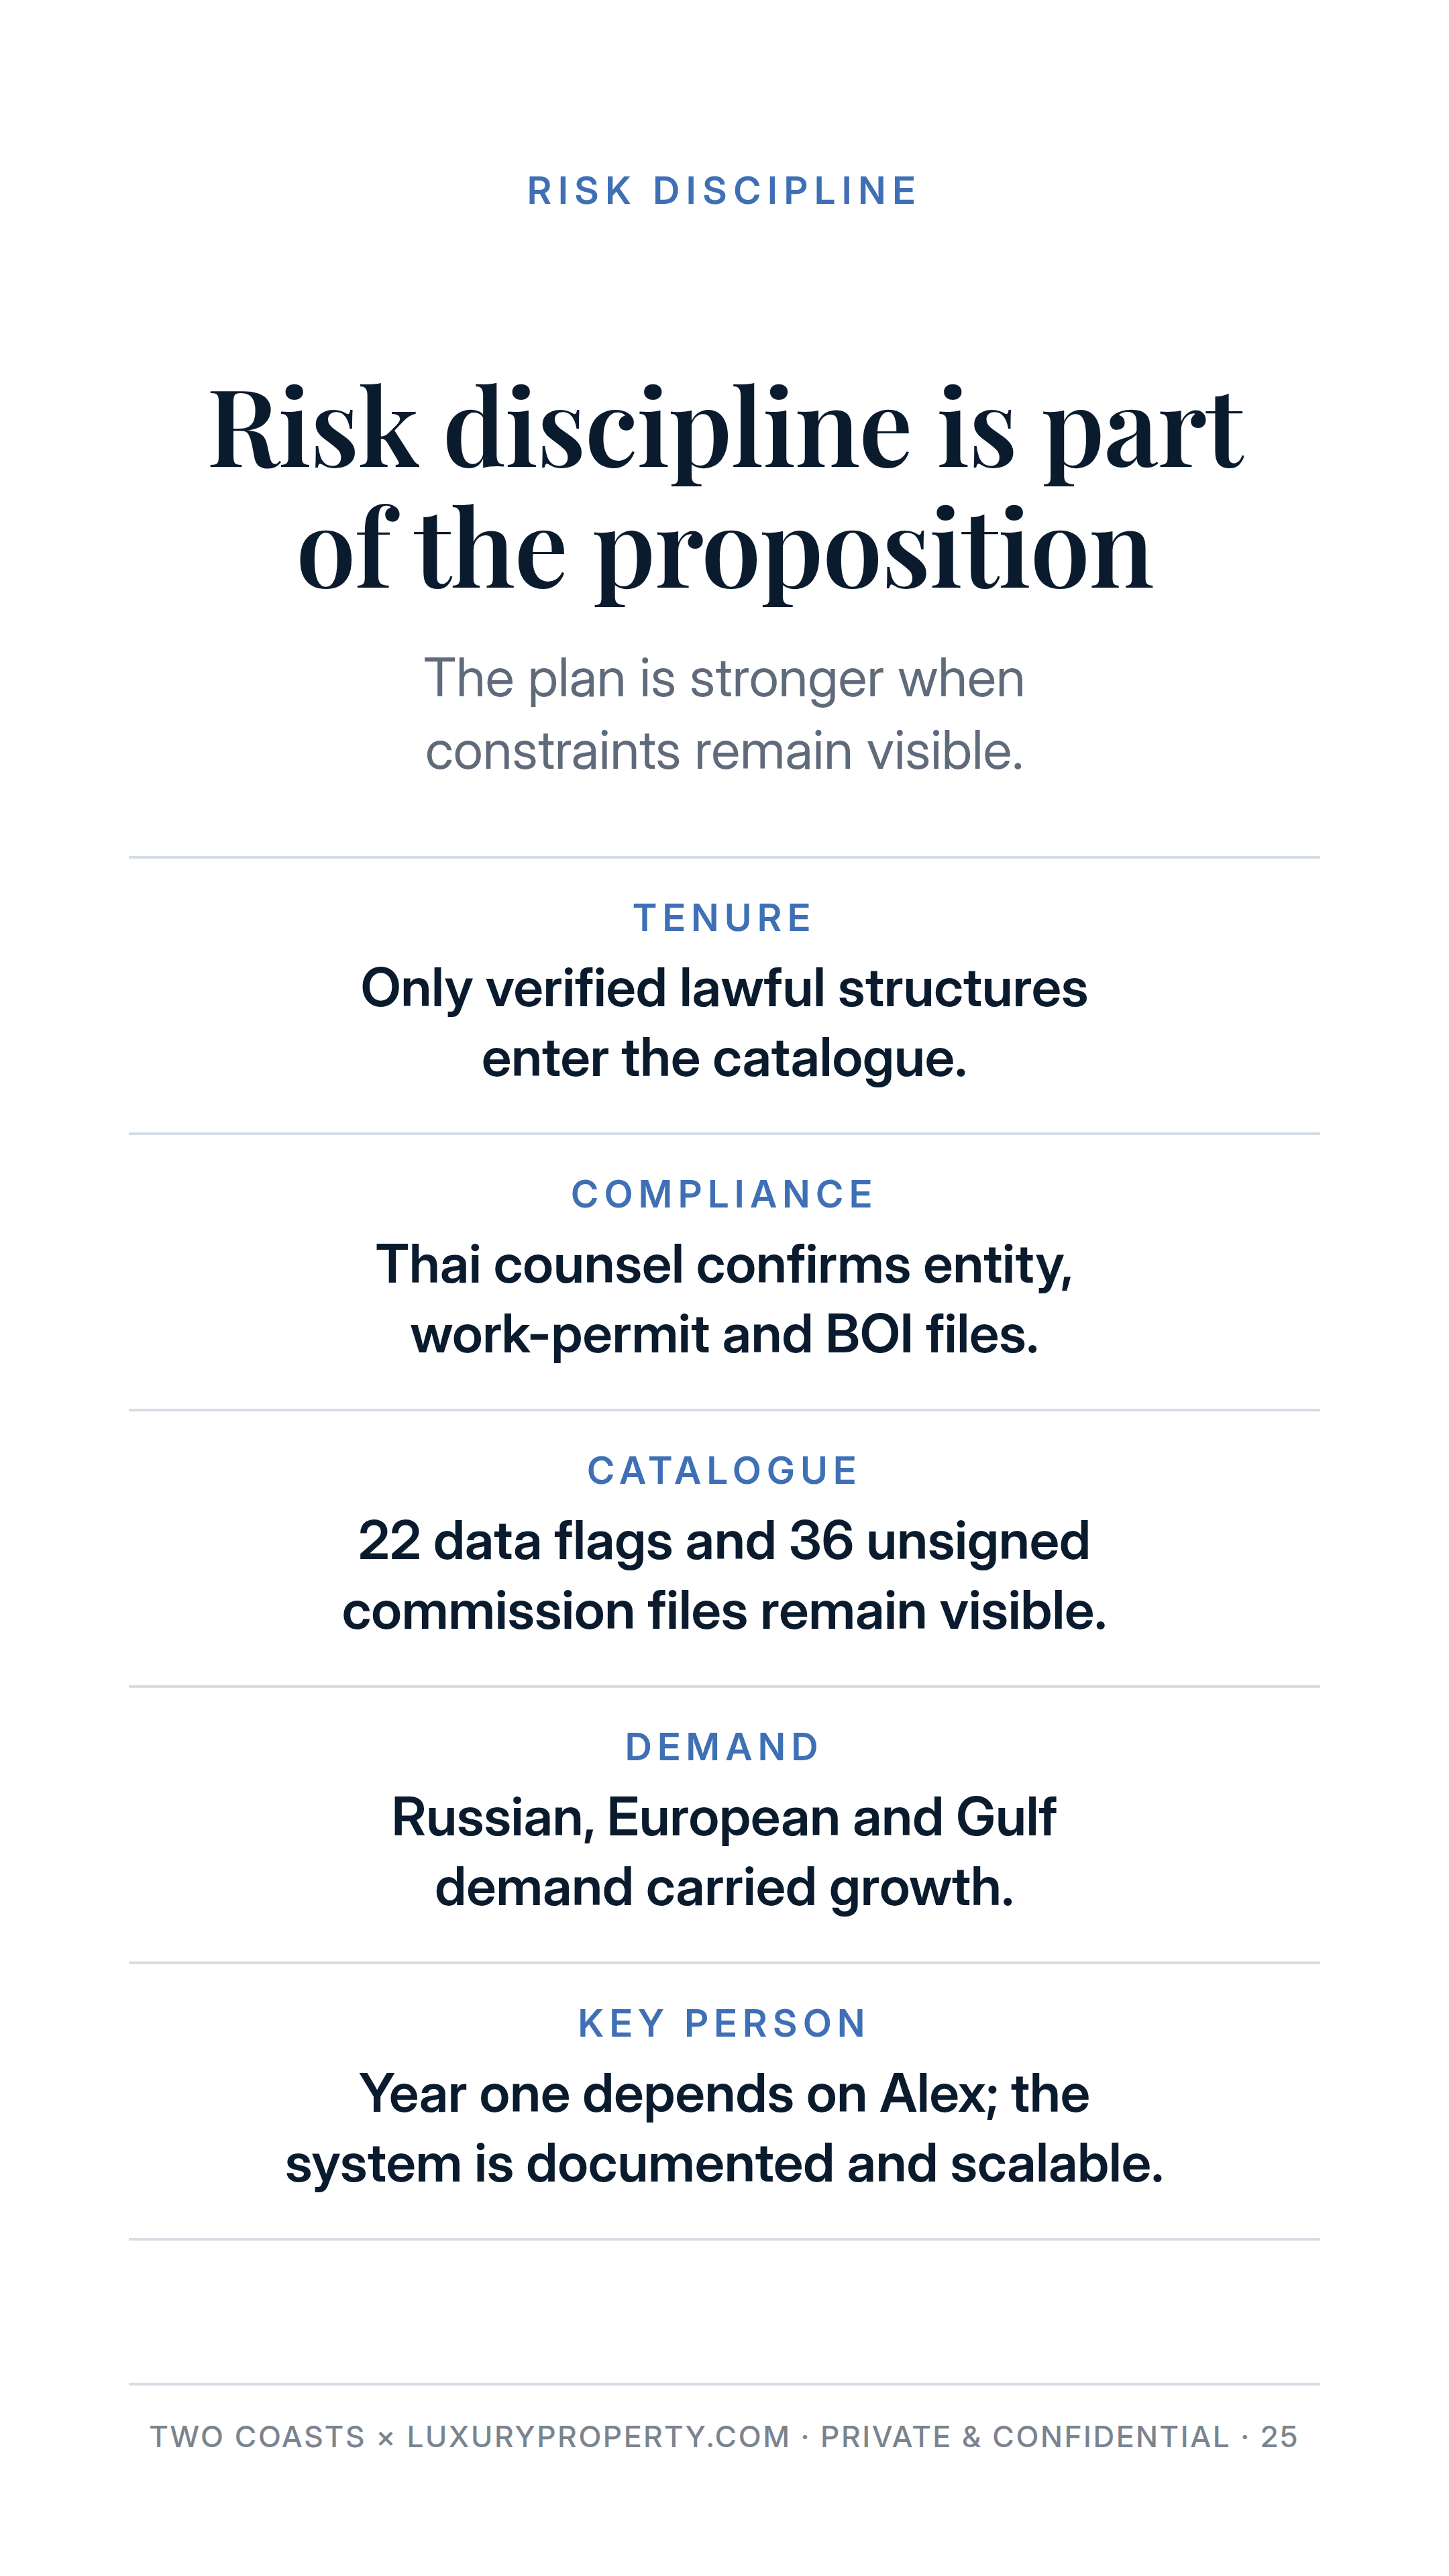 RISK DISCIPLINE
Risk discipline is part
of the proposition
The plan is stronger when
constraints remain visible.
TENURE
Only verified lawful structures
enter the catalogue.
COMPLIANCE
Thai counsel confirms entity,
work-permit and BOI files.
CATALOGUE
22 data flags and 36 unsigned
commission files remain visible.
DEMAND
Russian, European and Gulf
demand carried growth.
KEY PERSON
Year one depends on Alex; the
system is documented and scalable.
TWO COASTS × LUXURYPROPERTY.COM · PRIVATE & CONFIDENTIAL · 25